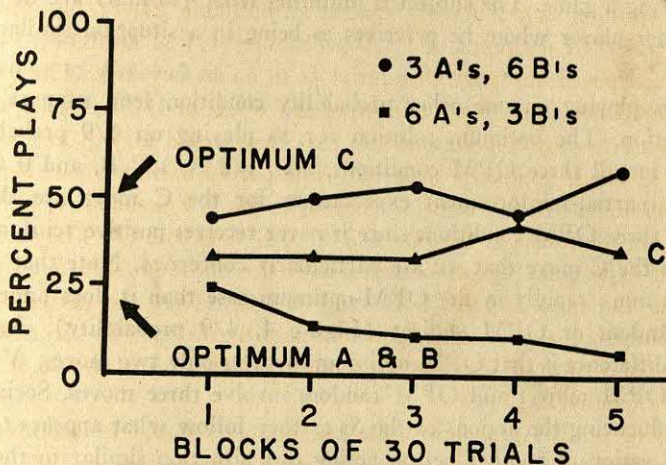 100
3 A's, 6 B's
6 A's, 3 B's
75
OPTIMUM C
50
C
25
OPTIMUM A & B
0
1 2 3 4 5
PERCENT PLAYS
BLOCKS OF 30 TRIALS